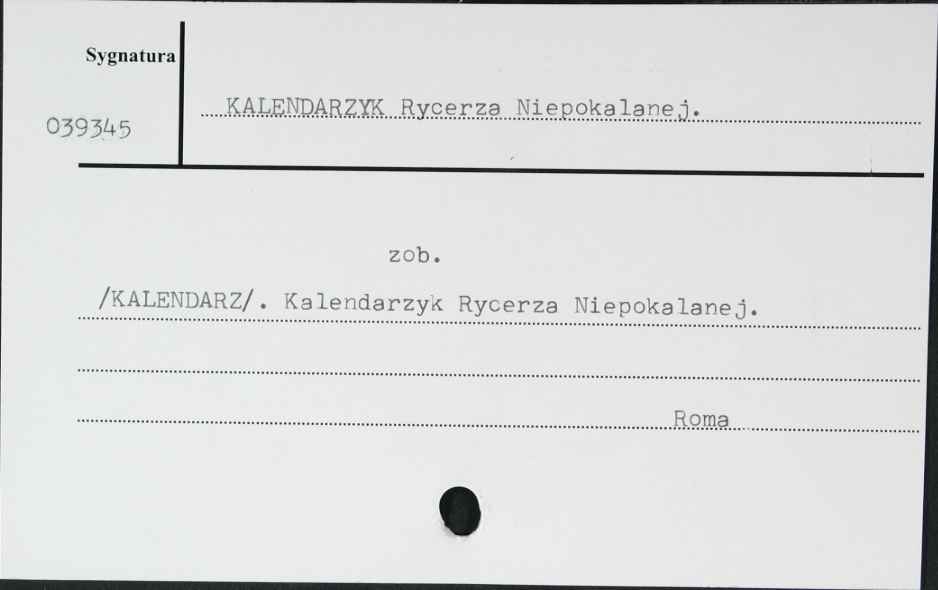 Sygnatura
KALENDARZYK Rycerza Niepokalanej.
039345
zob.
/KALENDARZ/. Kalendarzyk Rycerza Niepokalanej.
Roma